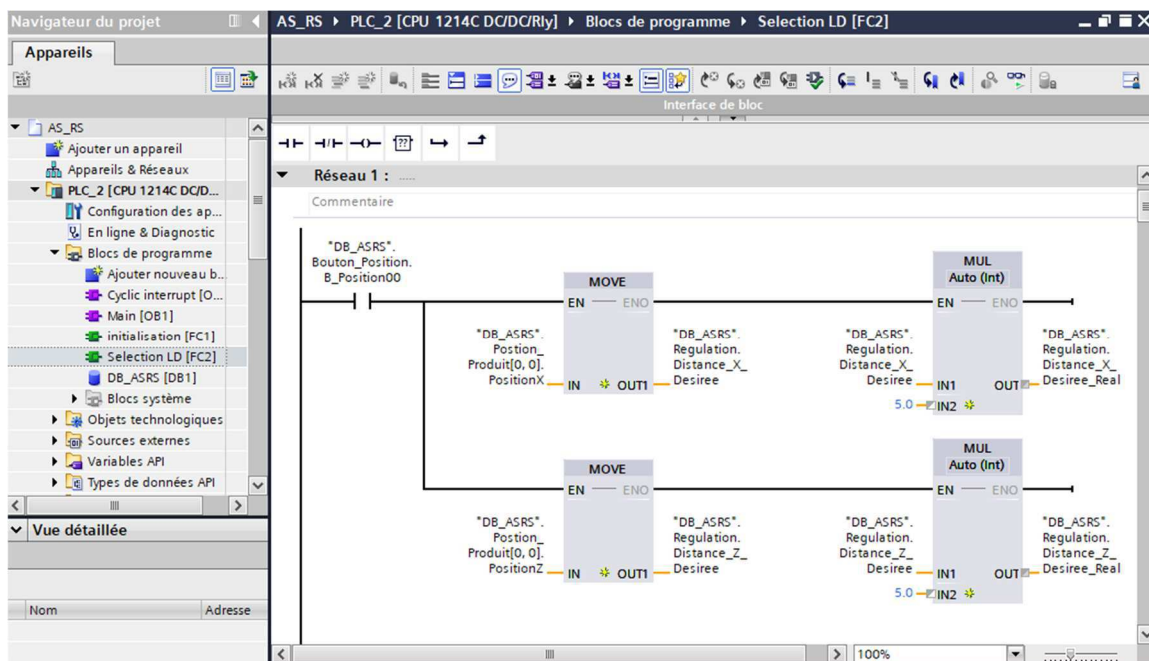 Navigateur du projet
AS_RS ▸ PLC_2 [CPU 1214C DC/DC/Rly] ▸ Blocs de programme ▸ Selection LD [FC2]
Appareils
Interface de bloc
AS_RS
Ajouter un appareil
Appareils & Réseaux
PLC_2 [CPU 1214C DC/D...
Configuration des ap...
En ligne & Diagnostic
Blocs de programme
Ajouter nouveau b..
Cyclic interrupt [O...
Main [OB1]
initialisation [FC1]
Selection LD [FC2]
DB_ASRS [DB1]
Blocs système
Objets technologiques
Sources externes
Variables API
Types de données API
Vue détaillée
Nom
Adresse
??
Réseau 1 : .....
Commentaire
"DB_ASRS".
Bouton_Position.
B_Position00
MOVE
EN
ENO
"DB_ASRS".
Postion_
Produit[0, 0].
PositionX
IN
OUT1
"DB_ASRS".
Regulation.
Distance_X_
Desiree
MUL
Auto (Int)
EN
ENO
"DB_ASRS".
Regulation.
Distance_X_
Desiree
IN1
5.0
IN2
OUT
"DB_ASRS".
Regulation.
Distance_X_
Desiree_Real
MOVE
EN
ENO
"DB_ASRS".
Postion_
Produit[0, 0].
PositionZ
IN
OUT1
"DB_ASRS".
Regulation.
Distance_Z_
Desiree
MUL
Auto (Int)
EN
ENO
"DB_ASRS".
Regulation.
Distance_Z_
Desiree
IN1
5.0
IN2
OUT
"DB_ASRS".
Regulation.
Distance_Z_
Desiree_Real
100%